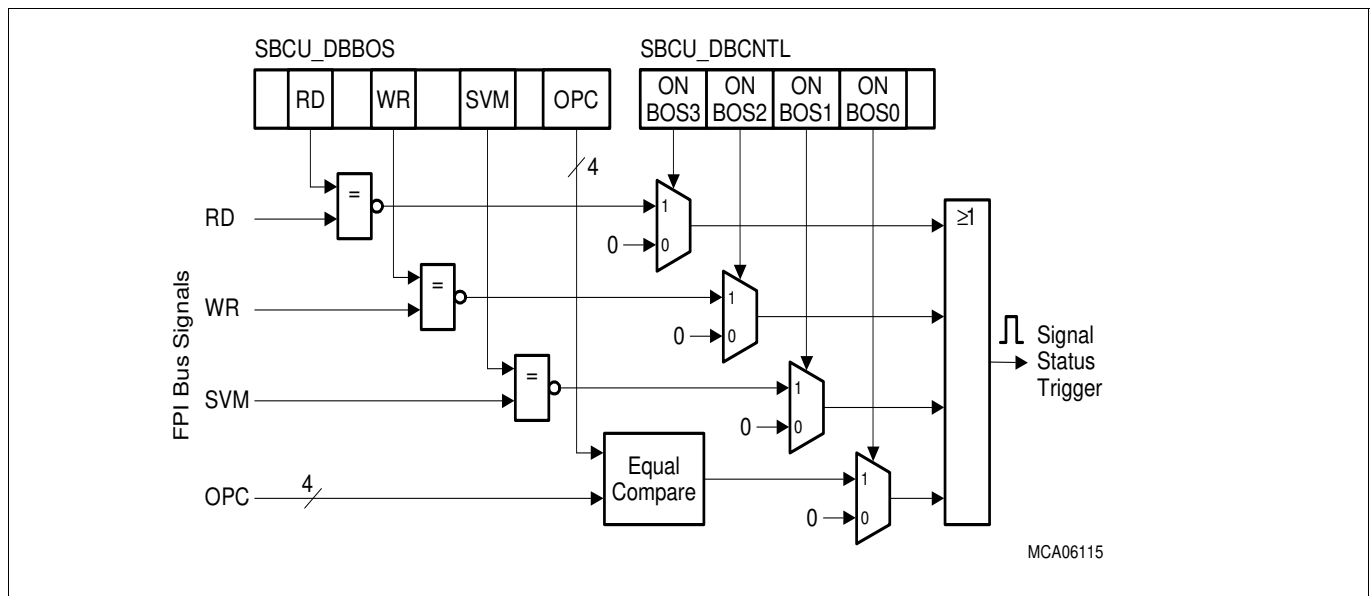 SBCU_DBBOS
SBCU_DBCNTL
RD
WR
SVM
OPC
ON
BOS3
ON
BOS2
ON
BOS1
ON
BOS0
4
=
1
0
0
RD
≥1
=
1
0
0
WR
FPI Bus Signals
Signal
Status
Trigger
=
1
0
0
SVM
Equal
Compare
1
0
0
OPC
4
MCA06115